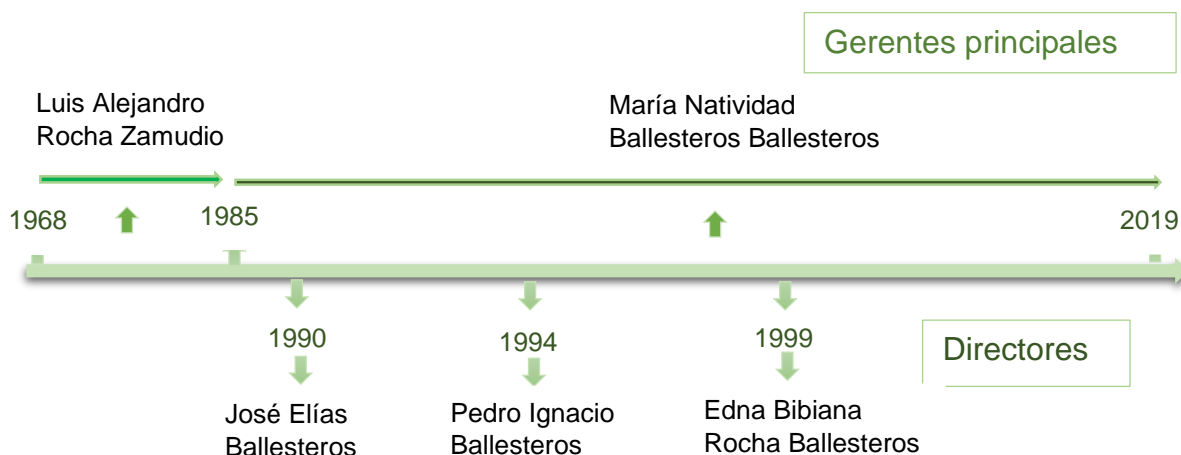 Gerentes principales
Luis Alejandro
Rocha Zamudio
María Natividad
Ballesteros Ballesteros
1968
1985
2019
1990
1994
1999
Directores
José Elías
Ballesteros
Pedro Ignacio
Ballesteros
Edna Bibiana
Rocha Ballesteros